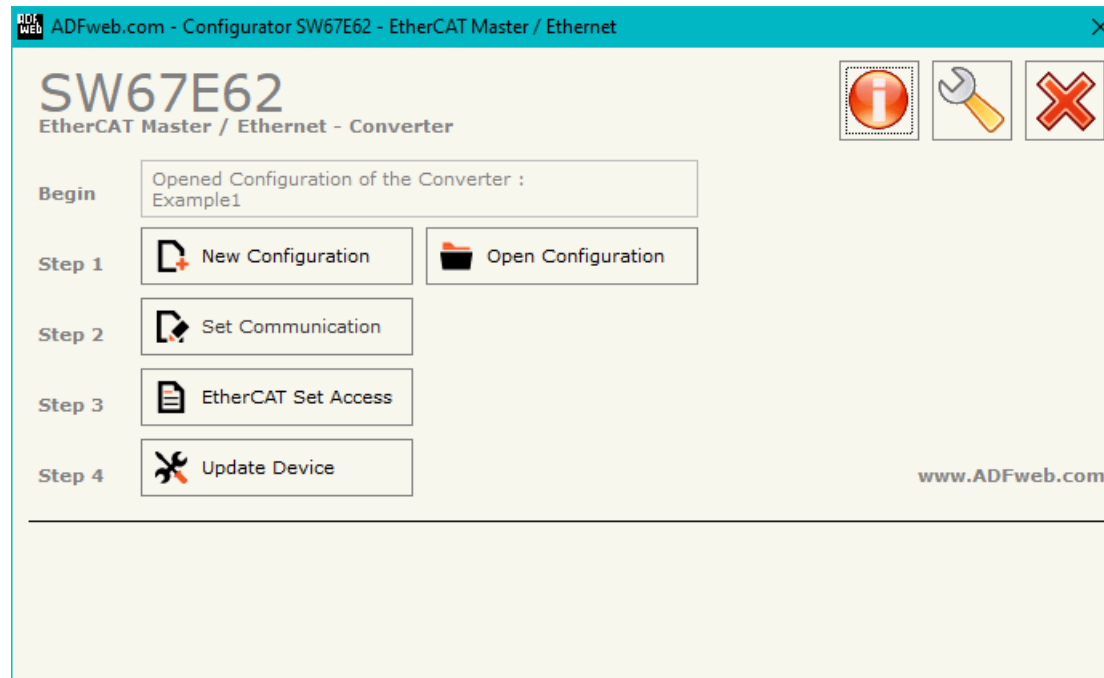 ADF WEB ADFweb.com - Configurator SW67E62 - EtherCAT Master / Ethernet
SW67E62
EtherCAT Master / Ethernet - Converter
Begin
Opened Configuration of the Converter :
Example1
Step 1
New Configuration
Open Configuration
Step 2
Set Communication
Step 3
EtherCAT Set Access
Step 4
Update Device
www.ADFweb.com